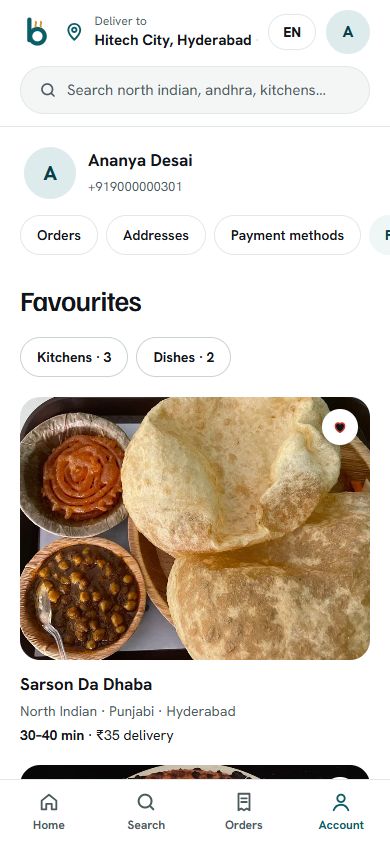 b
Deliver to
Hitech City, Hyderabad
EN
A
Search north indian, andhra, kitchens...
A
Ananya Desai
+919000000301
Orders
Addresses
Payment methods
Favourites
Kitchens · 3
Dishes · 2
Sarson Da Dhaba
North Indian · Punjabi · Hyderabad
30–40 min · ₹35 delivery
Home
Search
Orders
Account